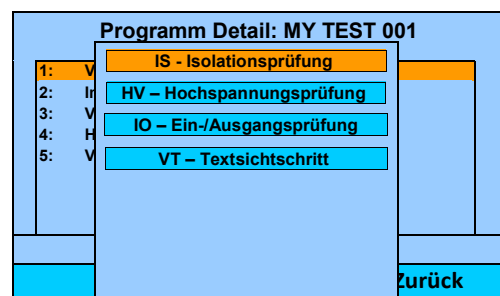 Programm Detail: MY TEST 001
IS - Isolationsprüfung
HV – Hochspannungsprüfung
IO – Ein-/Ausgangsprüfung
VT – Textsichtschritt
1: V
2: I
3: V
4: H
5: V
Zurück